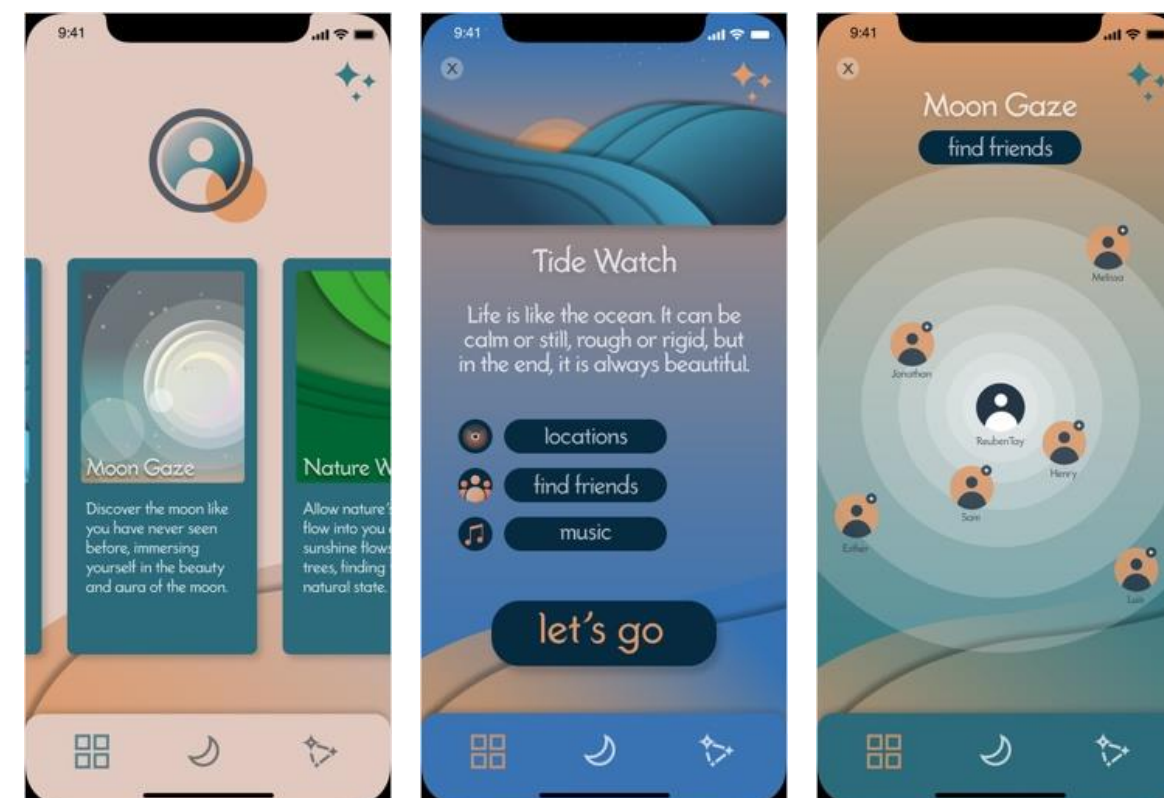 9:41
Moon Gaze
Discover the moon like
you have never seen
before, immersing
yourself in the beauty
and aura of the moon.
Nature W
Allow nature'
flow into you
sunshine flow
trees, finding
natural state.
9:41
X
Tide Watch
Life is like the ocean. It can be
calm or still, rough or rigid, but
in the end, it is always beautiful.
locations
find friends
music
let's go
9:41
X
Moon Gaze
find friends
Melissa
Jonathan
ReubenTay
Henry
Sam
Esther
Luis